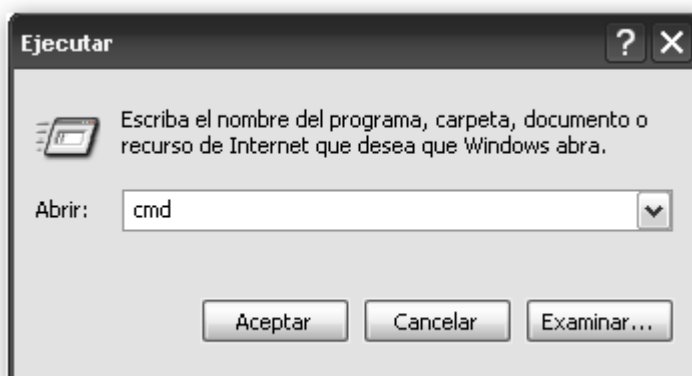 Ejecutar
Escriba el nombre del programa, carpeta, documento o
recurso de Internet que desea que Windows abra.
Abrir: cmd
Aceptar Cancelar Examinar...